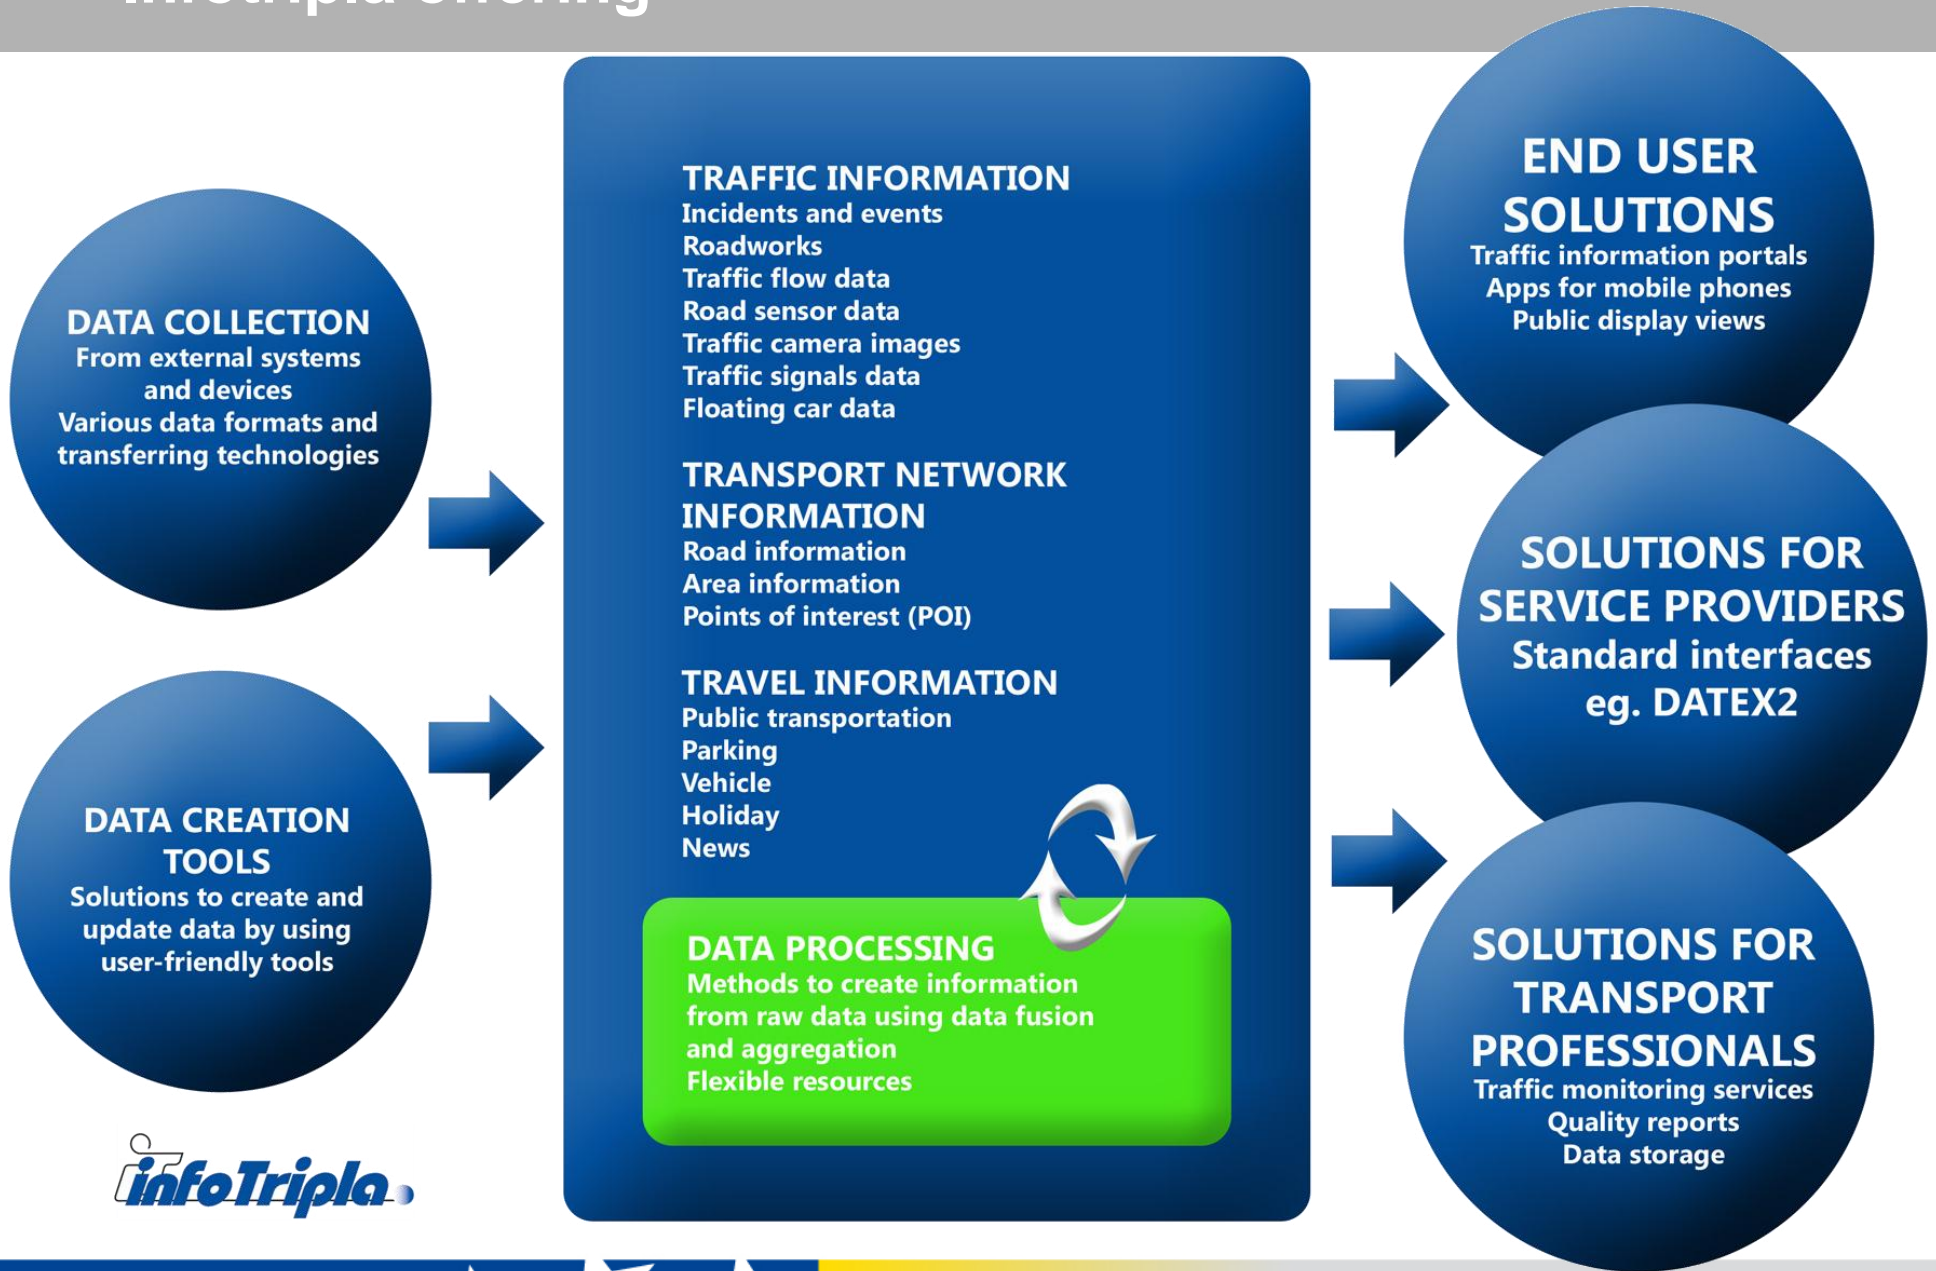 Infotripla offering
DATA COLLECTION
From external systems
and devices
Various data formats and
transferring technologies
DATA CREATION
TOOLS
Solutions to create and
update data by using
user-friendly tools
infoTripla
TRAFFIC INFORMATION
Incidents and events
Roadworks
Traffic flow data
Road sensor data
Traffic camera images
Traffic signals data
Floating car data
TRANSPORT NETWORK
INFORMATION
Road information
Area information
Points of interest (POI)
TRAVEL INFORMATION
Public transportation
Parking
Vehicle
Holiday
News
DATA PROCESSING
Methods to create information
from raw data using data fusion
and aggregation
Flexible resources
END USER
SOLUTIONS
Traffic information portals
Apps for mobile phones
Public display views
SOLUTIONS FOR
SERVICE PROVIDERS
Standard interfaces
eg. DATEX2
SOLUTIONS FOR
TRANSPORT
PROFESSIONALS
Traffic monitoring services
Quality reports
Data storage